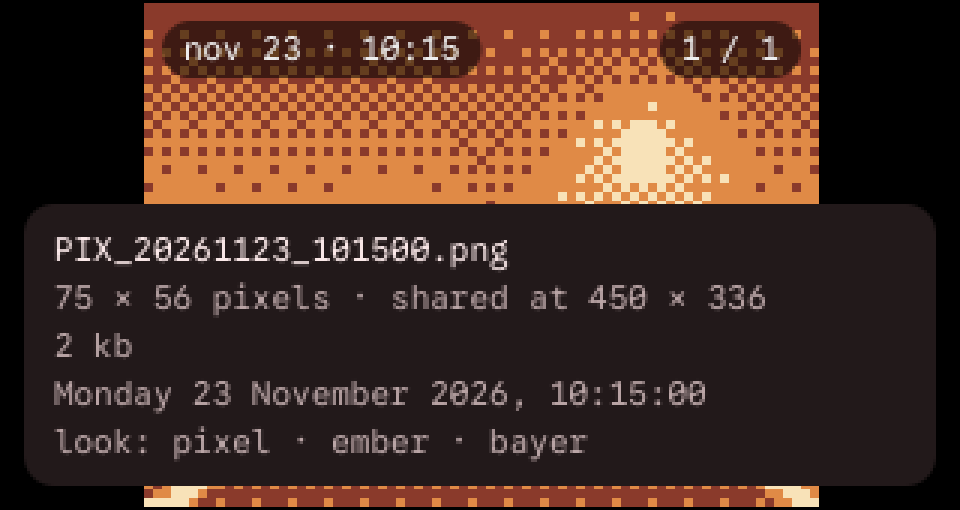 nov 23 · 10:15
1 / 1
PIX_20261123_101500.png
75 × 56 pixels · shared at 450 × 336
2 kb
Monday 23 November 2026, 10:15:00
look: pixel · ember · bayer